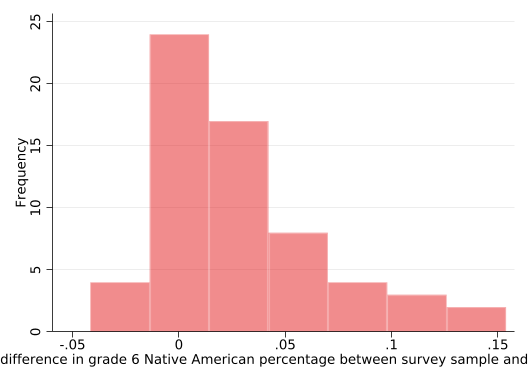 25
20
15
10
5
0
Frequency
-.05 0 .05 .1 .15
difference in grade 6 Native American percentage between survey sample and